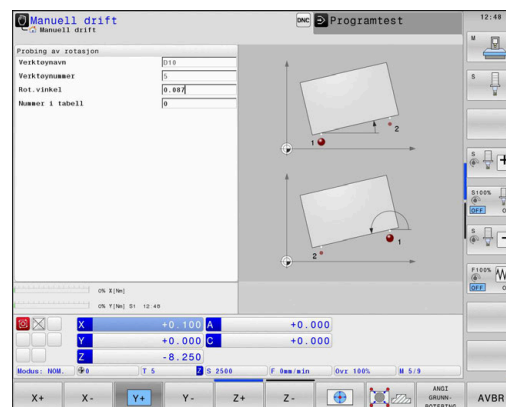 Manuell drift
Manuell drift
DNC
Programtest
12:48
Probing av rotasjon
Verktøynavn D10
Verktøynummer 5
Rot.vinkel 0.087
Nummer i tabell 0
1
2
2
1
M
S
S
S100%
OFF
S
F100% W
OFF
0% X[Nm]
0% Y[Nm] S1 12:48
X +0.100 A +0.000
Y +0.000 C +0.000
Z -8.250
Modus: NOM. 0 T 5 Z S 2500 F 0mm/min Ovr 100% M 5/9
X+ X- Y+ Y- Z+ Z- ANGI GRUNN- ROTERING AVBR